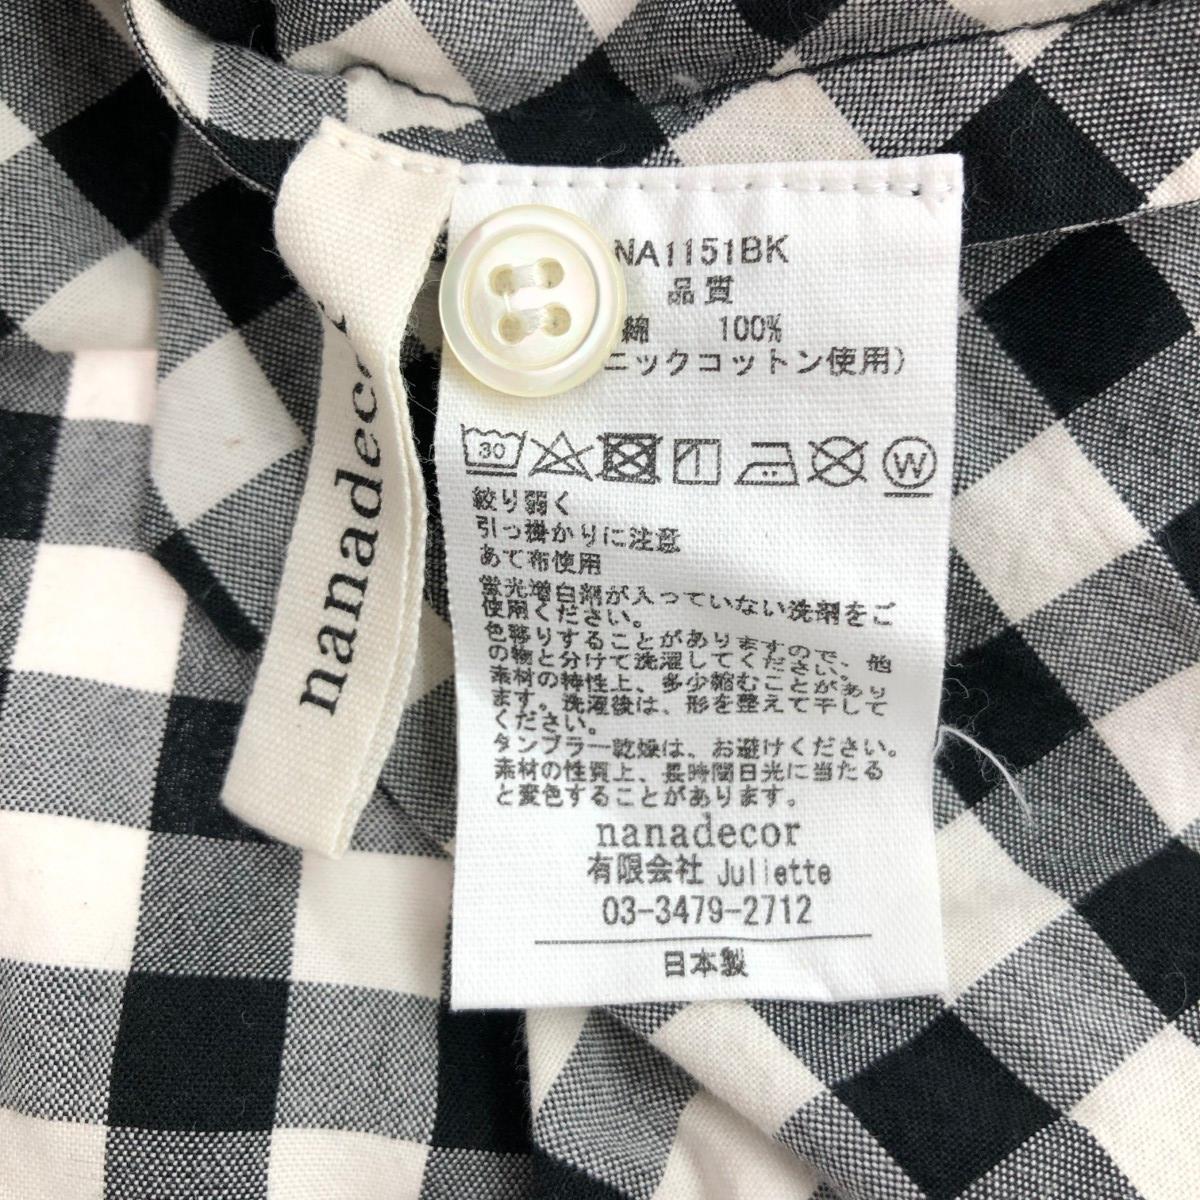 nanadecor
NA1151BK
品質
綿 100%
ニックコットン使用)
30
W
絞り弱く
引っ掛かりに注意
あて布使用
蛍光増白剤が入っていない洗剤をご
使用ください。
色移りすることがありますので、他
の物と分けて洗濯してください。
素材の特性上、多少縮むことがあり
ます。洗濯後は、形を整えて干して
ください。
タンブラー乾燥は、お避けください。
素材の性質上、長時間日光に当たる
と変色することがあります。
nanadecor
有限会社 Juliette
03-3479-2712
日本製